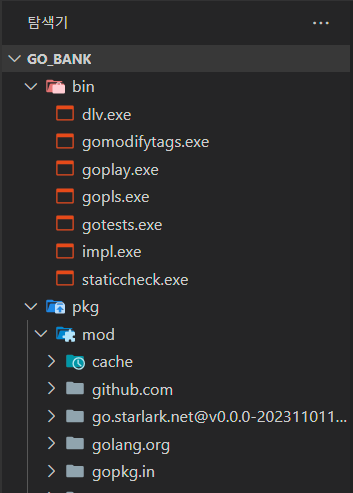 탐색기 ...
GO_BANK
bin
dlv.exe
gomodifytags.exe
goplay.exe
gopls.exe
gotests.exe
impl.exe
staticcheck.exe
pkg
mod
cache
github.com
go.starlark.net@v0.0.0-202311011...
golang.org
gopkg.in